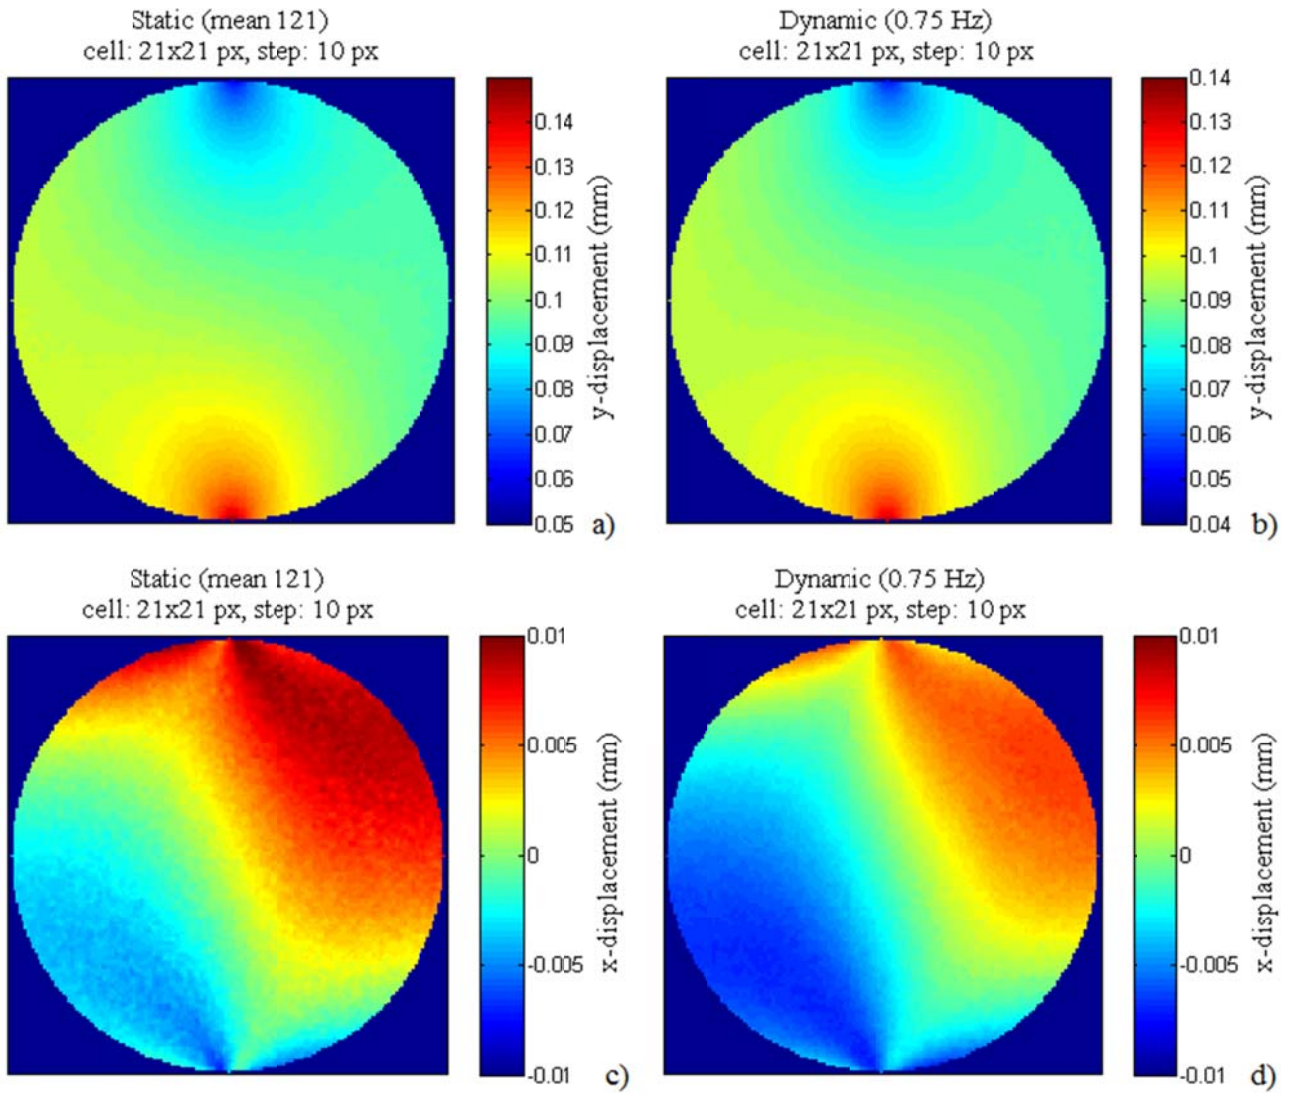 Static (mean 121)
cell: 21x21 px, step: 10 px
0.14
0.13
0.12
0.11
0.1
0.09
0.08
0.07
0.06
0.05
y-displacement (mm)
a)
Dynamic (0.75 Hz)
cell: 21x21 px, step: 10 px
0.14
0.13
0.12
0.11
0.1
0.09
0.08
0.07
0.06
0.05
0.04
y-displacement (mm)
b)
Static (mean 121)
cell: 21x21 px, step: 10 px
0.01
0.005
0
-0.005
-0.01
x-displacement (mm)
c)
Dynamic (0.75 Hz)
cell: 21x21 px, step: 10 px
0.01
0.005
0
-0.005
-0.01
x-displacement (mm)
d)